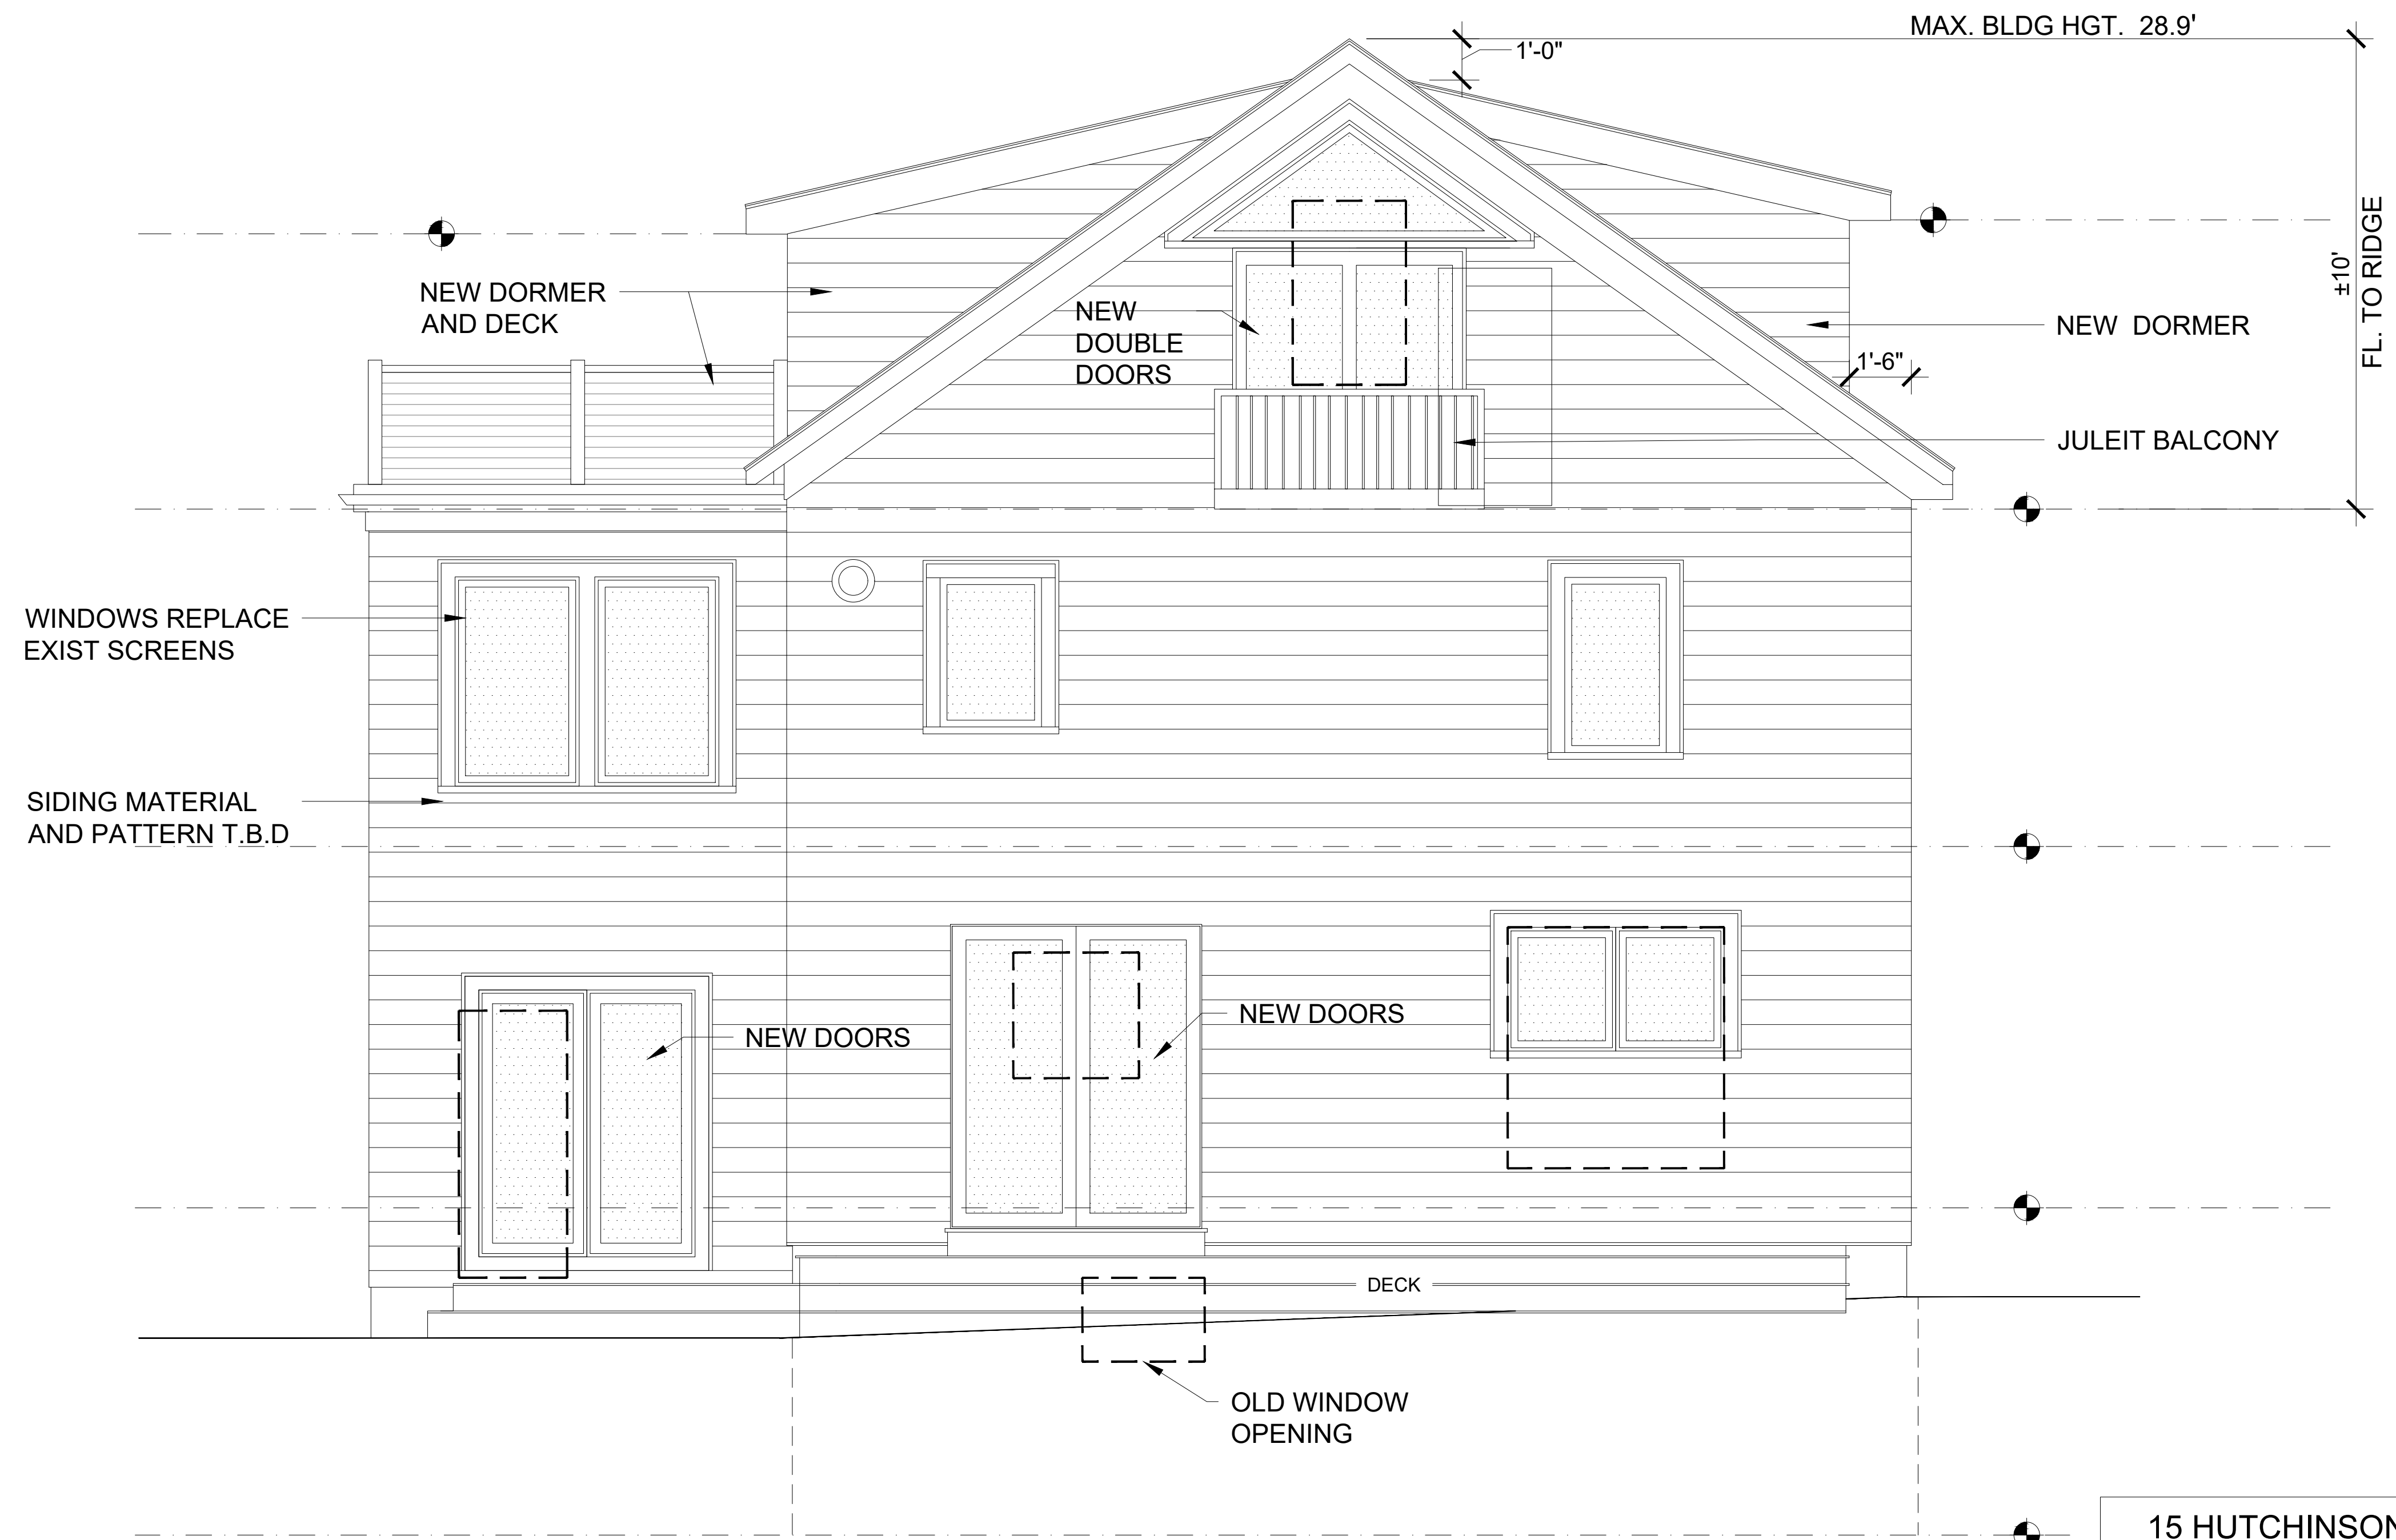 MAX. BLDG HGT. 28.9'
1'-0"
±10'
FL. TO RIDGE
NEW DORMER
AND DECK
NEW
DOUBLE
DOORS
NEW DORMER
1'-6"
JULEIT BALCONY
WINDOWS REPLACE
EXIST SCREENS
SIDING MATERIAL
AND PATTERN T.B.D
NEW DOORS
NEW DOORS
DECK
OLD WINDOW
OPENING
15 HUTCHINSON